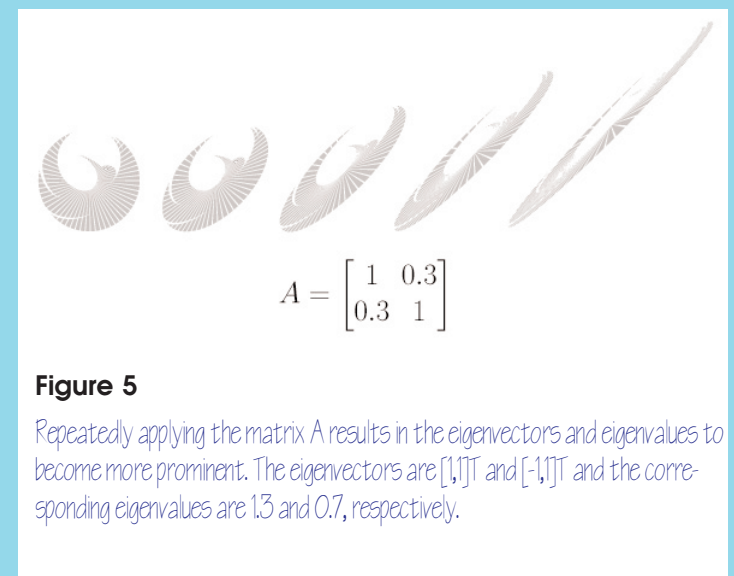 A = [1 0.3
0.3 1]
Figure 5
Repeatedly applying the matrix A results in the eigenvectors and eigenvalues to
become more prominent. The eigenvectors are [1,1]T and [-1,1]T and the corre-
sponding eigenvalues are 1.3 and 0.7, respectively.